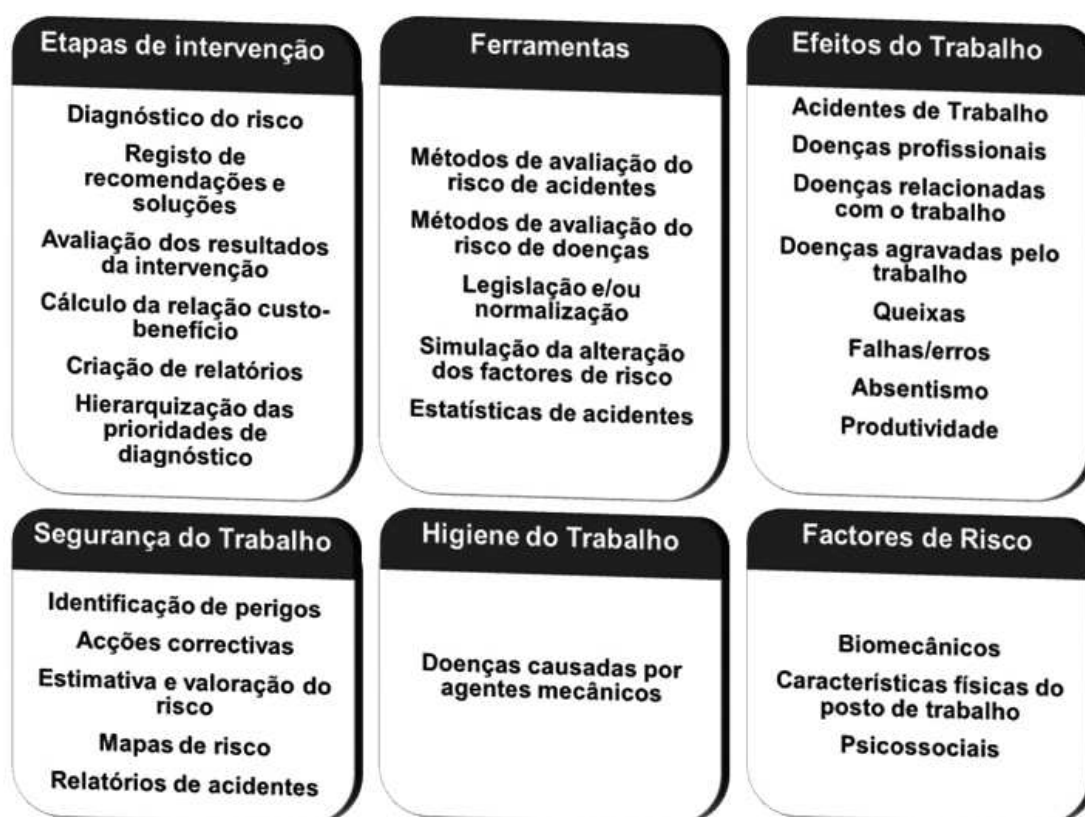 Etapas de intervenção
Diagnóstico do risco
Registo de
recomendações e
soluções
Avaliação dos resultados
da intervenção
Cálculo da relação custo-
benefício
Criação de relatórios
Hierarquização das
prioridades de
diagnóstico
Ferramentas
Métodos de avaliação do
risco de acidentes
Métodos de avaliação do
risco de doenças
Legislação e/ou
normalização
Simulação da alteração
dos factores de risco
Estatísticas de acidentes
Efeitos do Trabalho
Acidentes de Trabalho
Doenças profissionais
Doenças relacionadas
com o trabalho
Doenças agravadas pelo
trabalho
Queixas
Falhas/erros
Absentismo
Produtividade
Segurança do Trabalho
Identificação de perigos
Acções correctivas
Estimativa e valoração do
risco
Mapas de risco
Relatórios de acidentes
Higiene do Trabalho
Doenças causadas por
agentes mecânicos
Factores de Risco
Biomecânicos
Características físicas do
posto de trabalho
Psicossociais